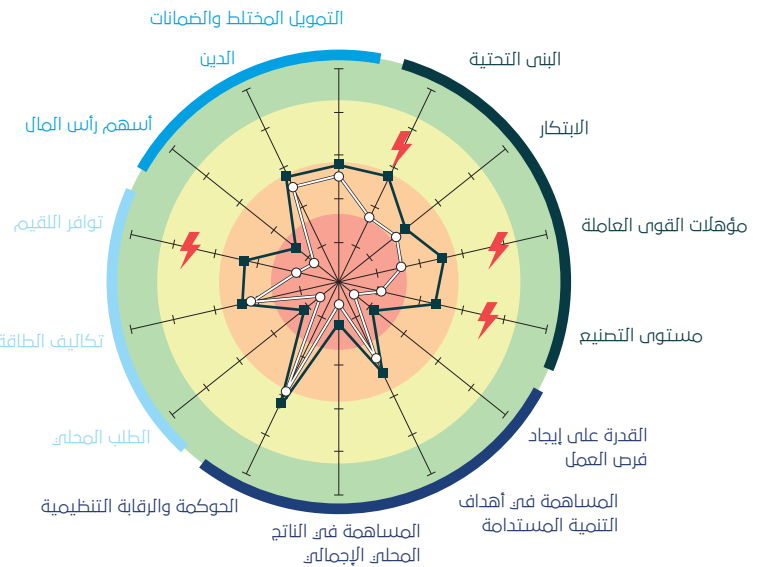 التمويل المختلط والضمانات
الدين
البنى التحتية
أسهم رأس المال
الابتكار
توافر اللقيم
مؤهلات القوى العاملة
تكاليف الطاقة
مستوى التصنيع
الطلب المحلي
القدرة على إيجاد
فرص العمل
الحوكمة والرقابة التنظيمية
المساهمة في أهداف
التنمية المستدامة
المساهمة في الناتج
المحلي الإجمالي